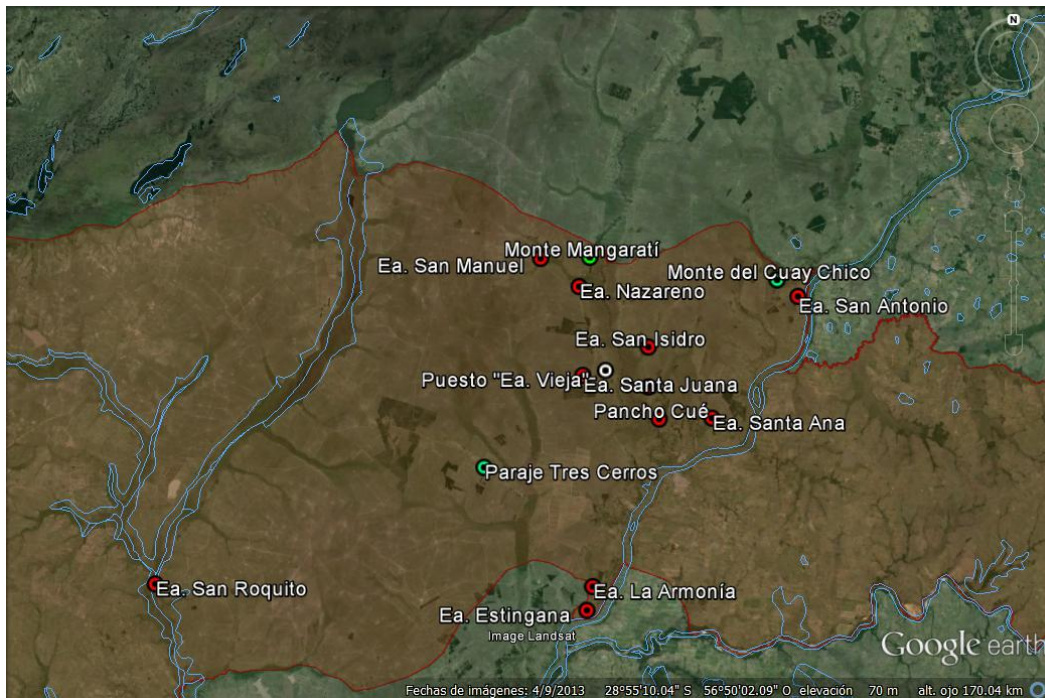 N
Monte Mangaratí
Ea. San Manuel
Monte del Cuay Chico
Ea. Nazareno
Ea. San Antonio
Ea. San Isidro
Puesto "Ea. Vieja"
Ea. Santa Juana
Pancho Cué
Ea. Santa Ana
Paraje Tres Cerros
Ea. San Roquito
Ea. La Armonía
Ea. Estingana
Image Landsat
Google earth
Fechas de imágenes: 4/9/2013 28°55'10.04" S 56°50'02.09" O elevación 70 m alt. ojo 170.04 km